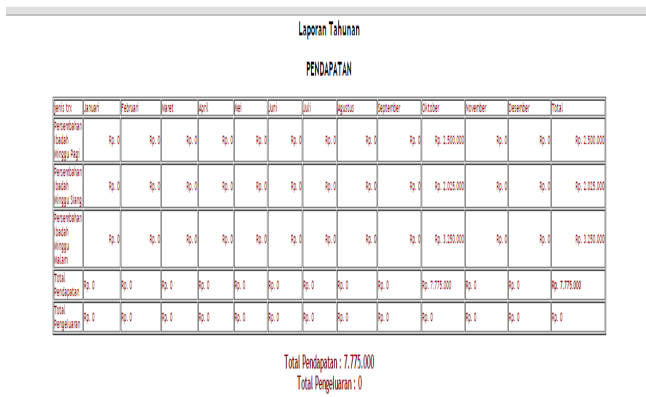 Laporan Tahunan
PENDAPATAN
Jenis trx Januari Februari Maret April Mei Juni Juli Agustus September Oktober November Desember Total
Persembahan Ibadah Minggu Pagi Rp. 0 Rp. 0 Rp. 0 Rp. 0 Rp. 0 Rp. 0 Rp. 0 Rp. 0 Rp. 0 Rp. 2.500.000 Rp. 0 Rp. 0 Rp. 2.500.000
Persembahan Ibadah Minggu Siang Rp. 0 Rp. 0 Rp. 0 Rp. 0 Rp. 0 Rp. 0 Rp. 0 Rp. 0 Rp. 0 Rp. 2.025.000 Rp. 0 Rp. 0 Rp. 2.025.000
Persembahan Ibadah Minggu Malam Rp. 0 Rp. 0 Rp. 0 Rp. 0 Rp. 0 Rp. 0 Rp. 0 Rp. 0 Rp. 0 Rp. 3.250.000 Rp. 0 Rp. 0 Rp. 3.250.000
Total Pendapatan Rp. 0 Rp. 0 Rp. 0 Rp. 0 Rp. 0 Rp. 0 Rp. 0 Rp. 0 Rp. 0 Rp. 7.775.000 Rp. 0 Rp. 0 Rp. 7.775.000
Total Pengeluaran Rp. 0 Rp. 0 Rp. 0 Rp. 0 Rp. 0 Rp. 0 Rp. 0 Rp. 0 Rp. 0 Rp. 0 Rp. 0 Rp. 0 Rp. 0
Total Pendapatan : 7.775.000
Total Pengeluaran : 0